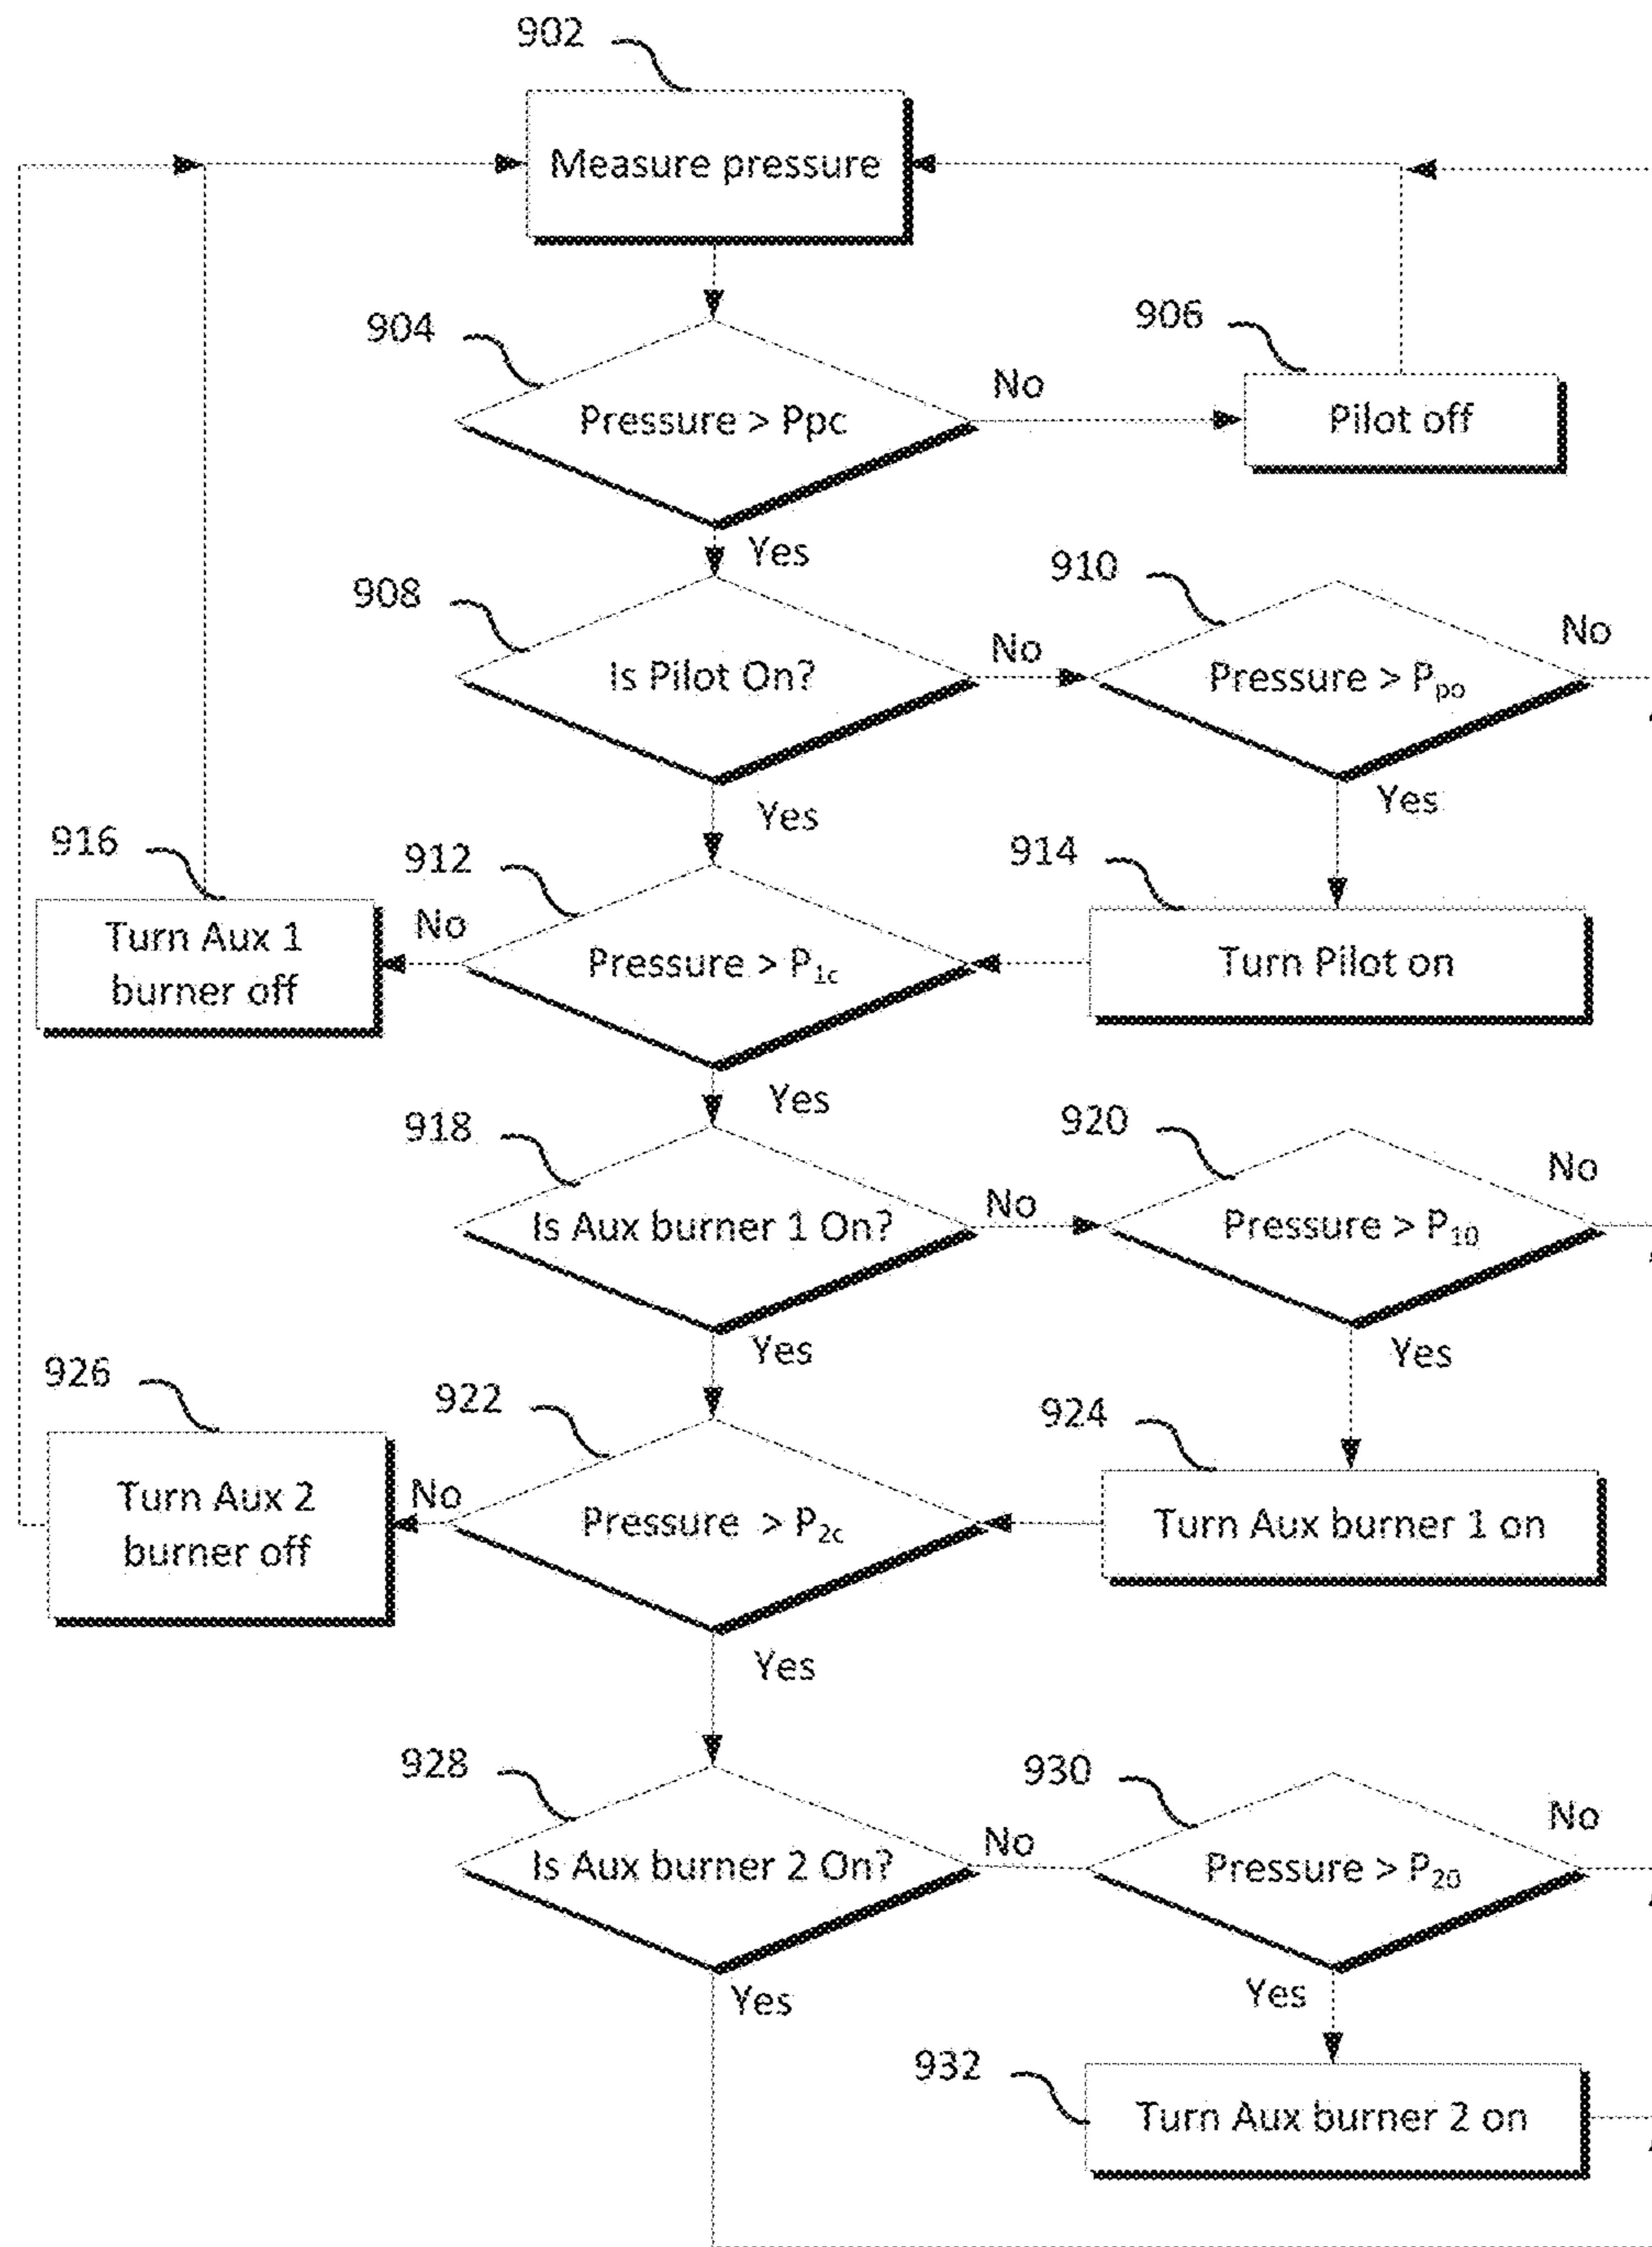 902
Measure pressure
904
Pressure > Ppc
No
906
Pilot off
Yes
908
Is Pilot On?
No
910
Pressure > Ppo
No
Yes
Yes
916
Turn Aux 1
burner off
No
912
Pressure > P1c
914
Turn Pilot on
Yes
918
Is Aux burner 1 On?
No
920
Pressure > P10
No
Yes
Yes
926
Turn Aux 2
burner off
No
922
Pressure > P2c
924
Turn Aux burner 1 on
Yes
928
Is Aux burner 2 On?
No
930
Pressure > P20
No
Yes
Yes
932
Turn Aux burner 2 on